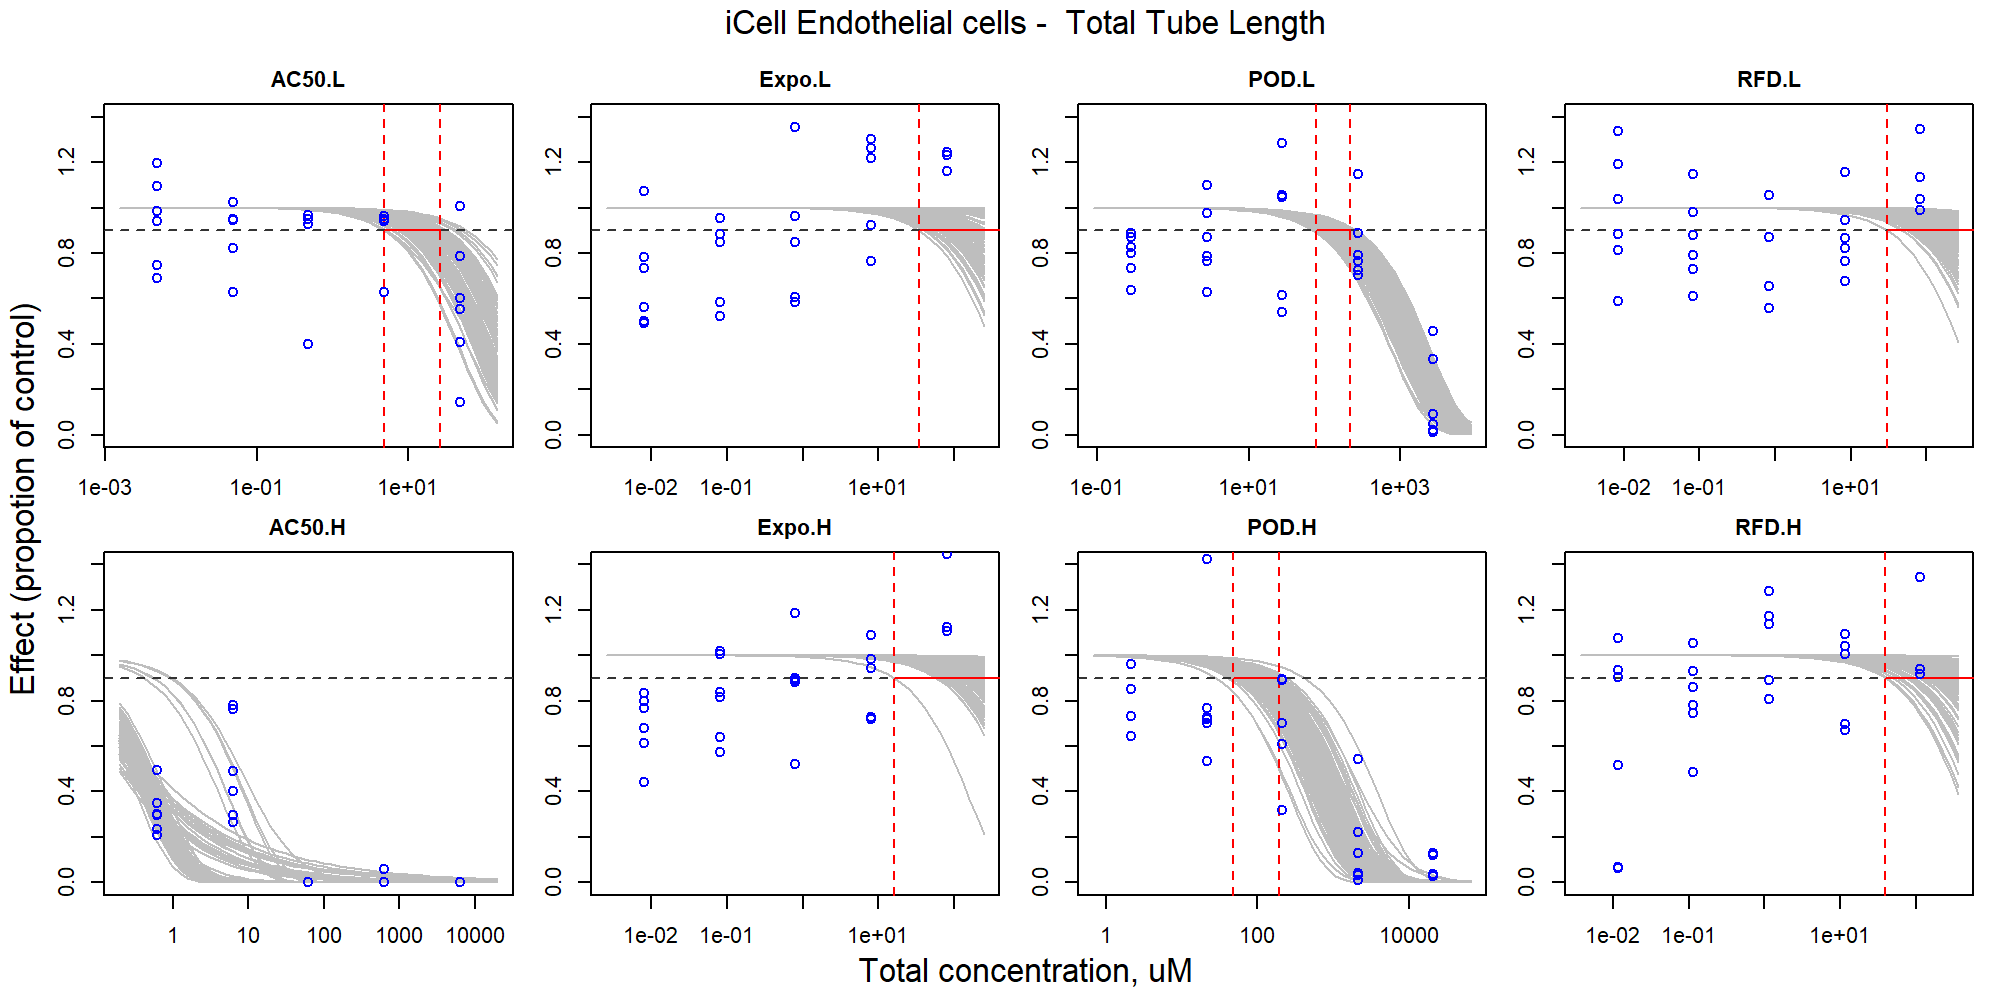 iCell Endothelial cells - Total Tube Length
Effect (propotion of control)
AC50.L
0.0 0.4 0.8 1.2
1e-03 1e-01 1e+01
Expo.L
0.0 0.4 0.8 1.2
1e-02 1e-01 1e+01
POD.L
0.0 0.4 0.8 1.2
1e-01 1e+01 1e+03
RFD.L
0.0 0.4 0.8 1.2
1e-02 1e-01 1e+01
AC50.H
0.0 0.4 0.8 1.2
1 10 100 1000 10000
Expo.H
0.0 0.4 0.8 1.2
1e-02 1e-01 1e+01
POD.H
0.0 0.4 0.8 1.2
1 100 10000
RFD.H
0.0 0.4 0.8 1.2
1e-02 1e-01 1e+01
Total concentration, uM